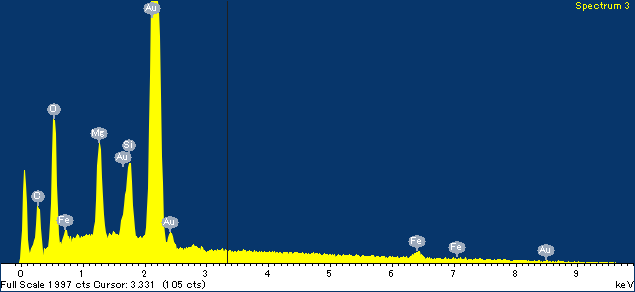 Spectrum 3
Au
O
Mg
Si
Au
C
Fe
Au
Fe
Fe
Au
0 1 2 3 4 5 6 7 8 9
Full Scale 1997 cts Cursor: 3.331 (105 cts) keV